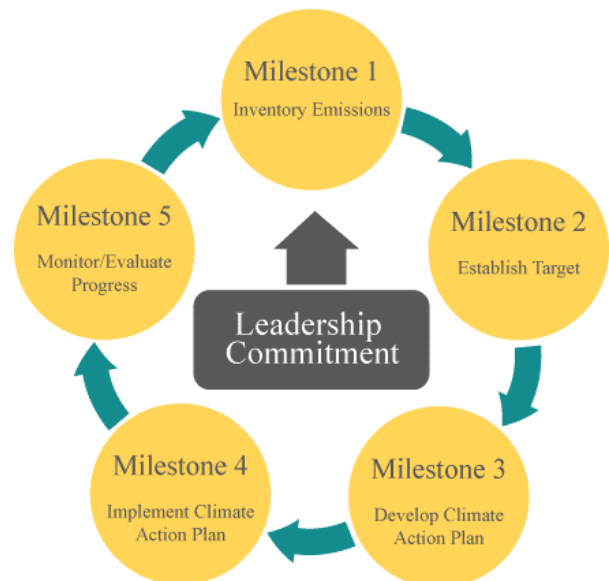 Milestone 1
Inventory Emissions
Milestone 2
Establish Target
Milestone 3
Develop Climate
Action Plan
Milestone 4
Implement Climate
Action Plan
Milestone 5
Monitor/Evaluate
Progress
Leadership
Commitment